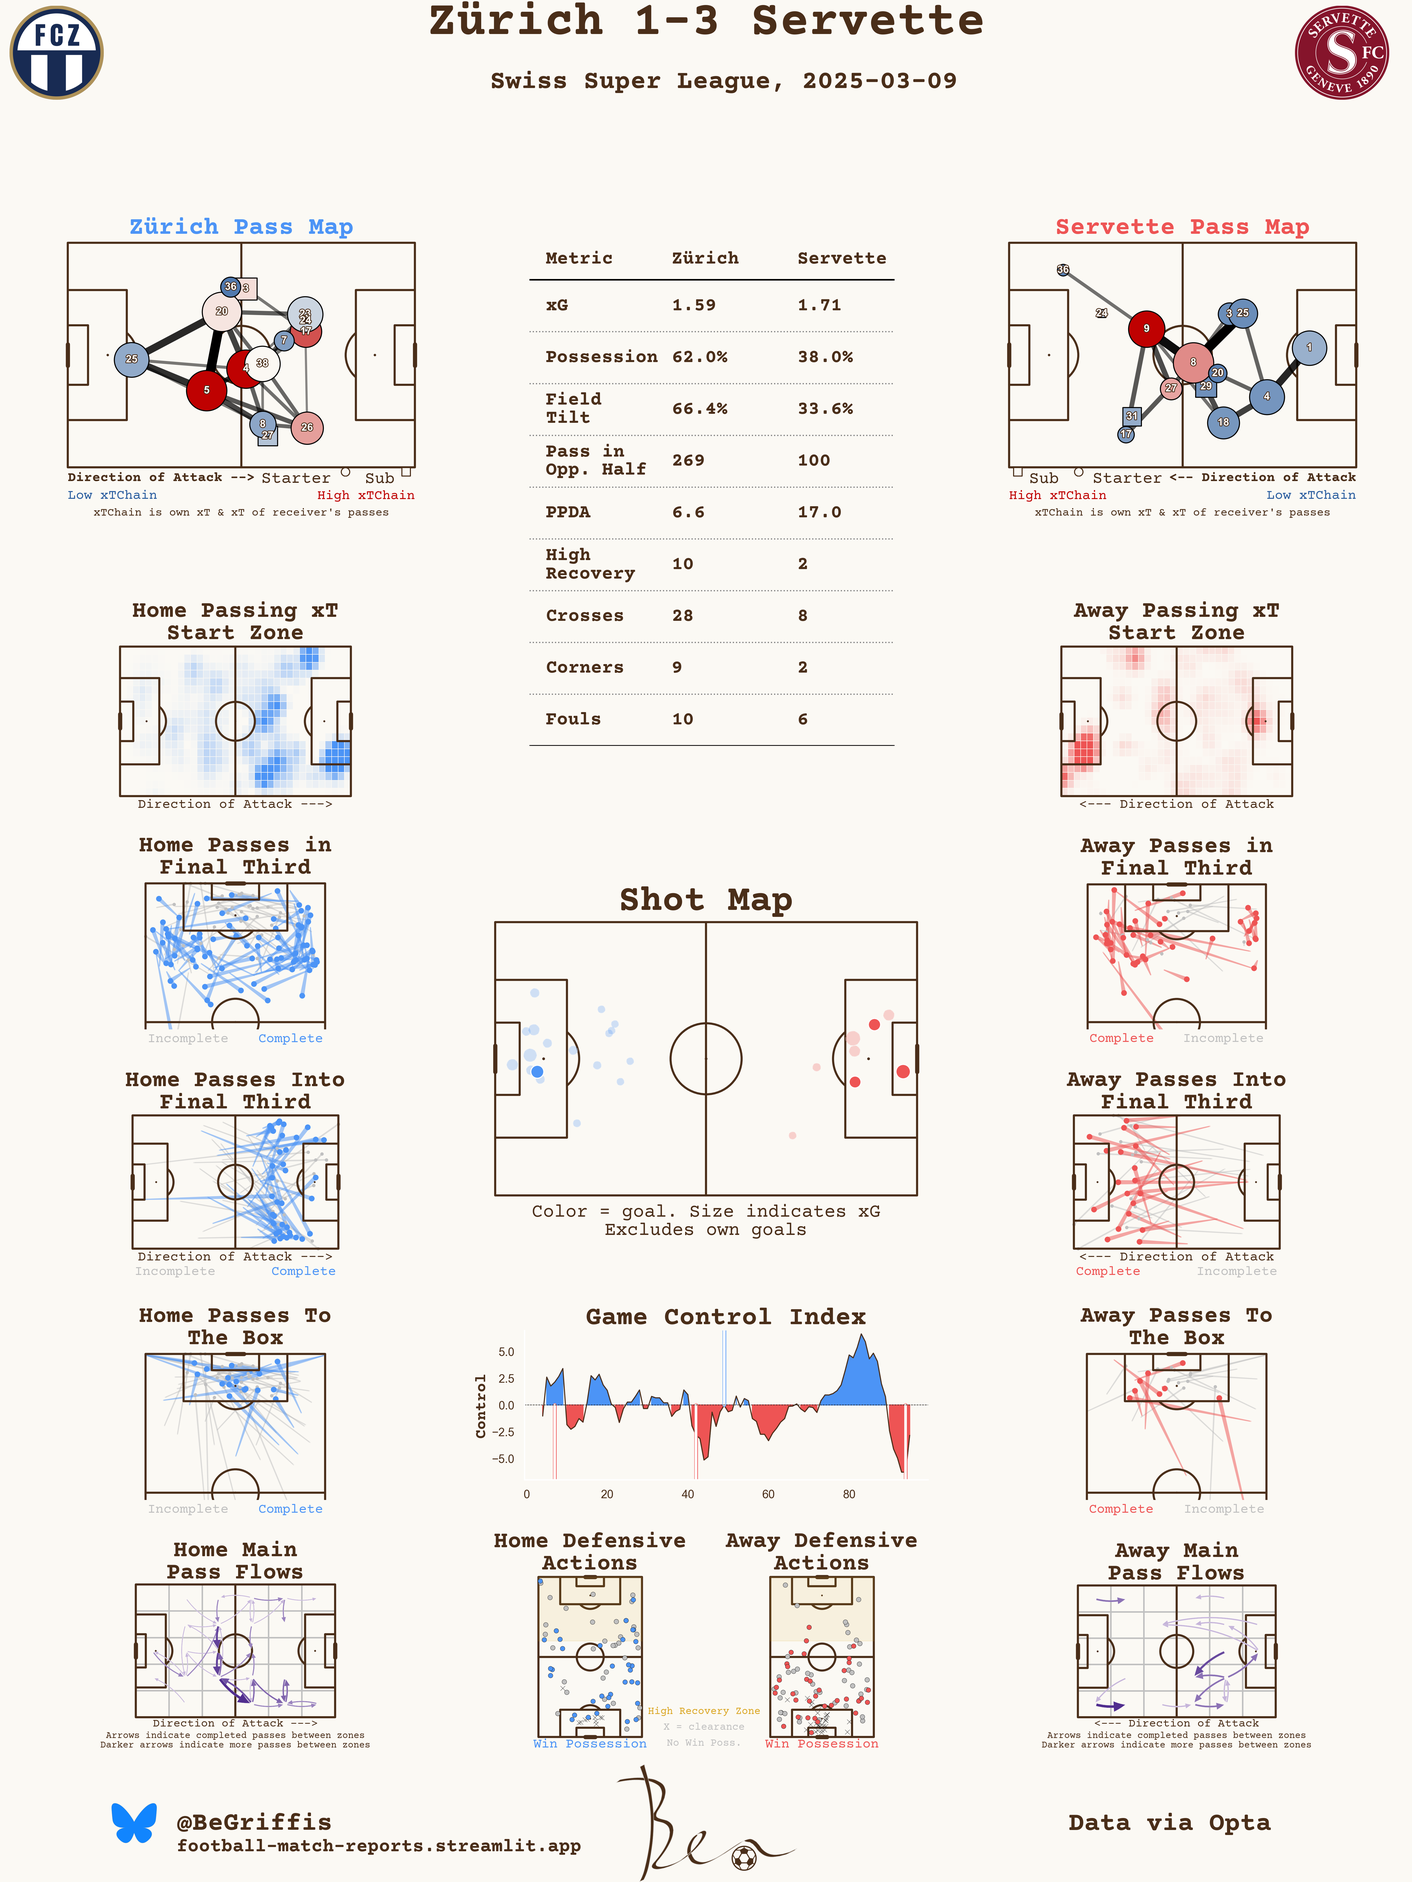 Zürich 1-3 Servette
Swiss Super League, 2025-03-09
FCZ
SERVETTE
S FC
GENEVE 1890
Zürich Pass Map
36 3
20
23
24
17
7
25
4 38
5
8
27
26
Direction of Attack --> Starter Sub
Low xTChain High xTChain
xTChain is own xT & xT of receiver's passes
Metric Zürich Servette
xG 1.59 1.71
Possession 62.0% 38.0%
Field
Tilt 66.4% 33.6%
Pass in
Opp. Half 269 100
PPDA 6.6 17.0
High
Recovery 10 2
Crosses 28 8
Corners 9 2
Fouls 10 6
Servette Pass Map
36
24
9
3 25
1
8
20
27 29
4
31
17
18
Sub Starter <-- Direction of Attack
High xTChain Low xTChain
xTChain is own xT & xT of receiver's passes
Home Passing xT
Start Zone
Direction of Attack --->
Away Passing xT
Start Zone
<--- Direction of Attack
Home Passes in
Final Third
Incomplete Complete
Away Passes in
Final Third
Complete Incomplete
Shot Map
Color = goal. Size indicates xG
Excludes own goals
Home Passes Into
Final Third
Direction of Attack --->
Incomplete Complete
Away Passes Into
Final Third
<--- Direction of Attack
Complete Incomplete
Home Passes To
The Box
Incomplete Complete
Game Control Index
Control
5.0
2.5
0.0
−2.5
−5.0
0 20 40 60 80
Away Passes To
The Box
Complete Incomplete
Home Main
Pass Flows
Direction of Attack --->
Arrows indicate completed passes between zones
Darker arrows indicate more passes between zones
Home Defensive
Actions
Win Possession
Away Defensive
Actions
Win Possession
High Recovery Zone
X = clearance
No Win Poss.
Away Main
Pass Flows
<--- Direction of Attack
Arrows indicate completed passes between zones
Darker arrows indicate more passes between zones
@BeGriffis
football-match-reports.streamlit.app
Ben
Data via Opta